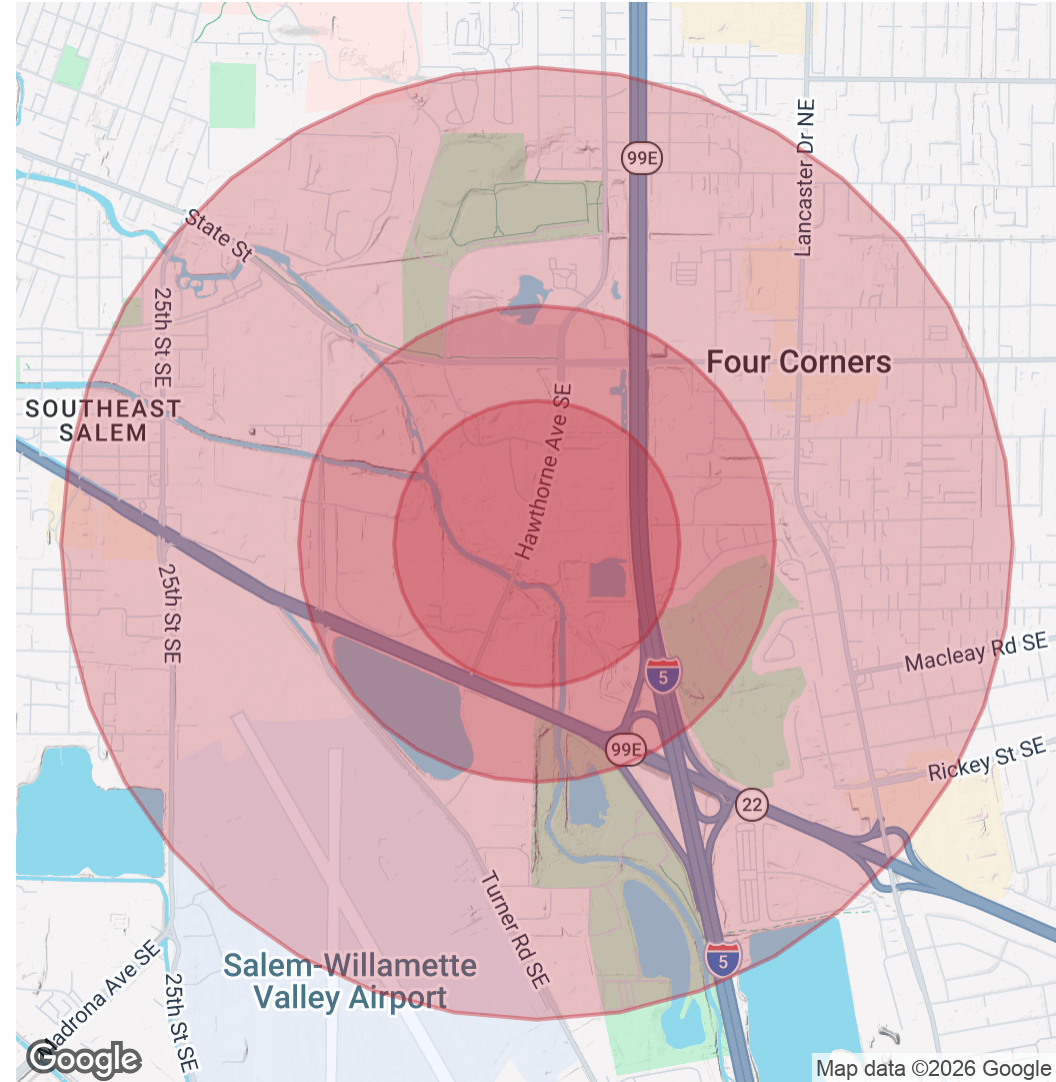 99E
Lancaster Dr NE
State St
25th St SE
Four Corners
Hawthorne Ave SE
SOUTHEAST
SALEM
25th St SE
Macleay Rd SE
5
99E
Rickey St SE
22
Turner Rd SE
Salem-Willamette
Valley Airport
5
Madrona Ave SE
25th St SE
Google
Map data ©2026 Google